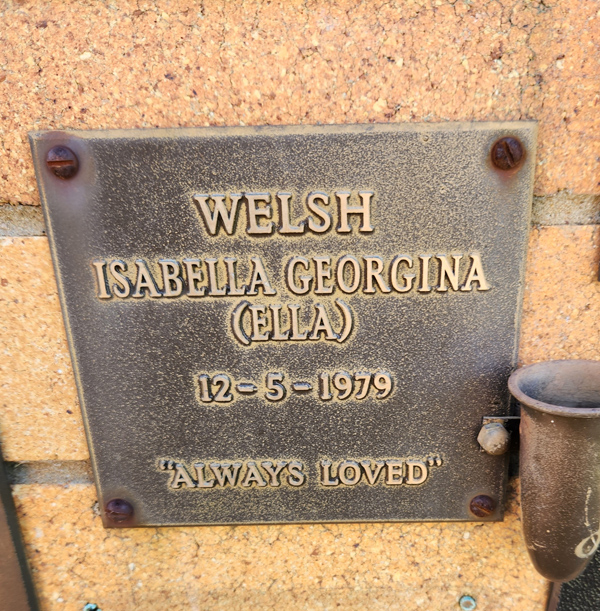 WELSH
ISABELLA GEORGINA
(ELLA)
12-5-1979
"ALWAYS LOVED"